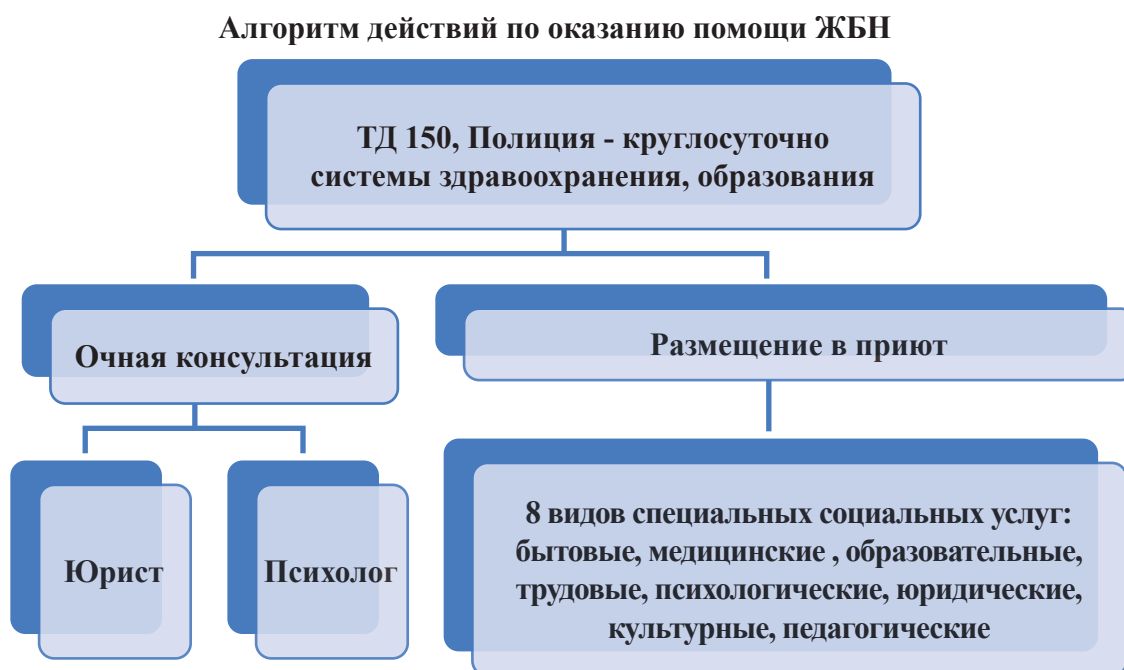 Алгоритм действий по оказанию помощи ЖБН
ТД 150, Полиция - круглосуточно
системы здравоохранения, образования
Очная консультация
Размещение в приют
Юрист
Психолог
8 видов специальных социальных услуг:
бытовые, медицинские , образовательные,
трудовые, психологические, юридические,
культурные, педагогические